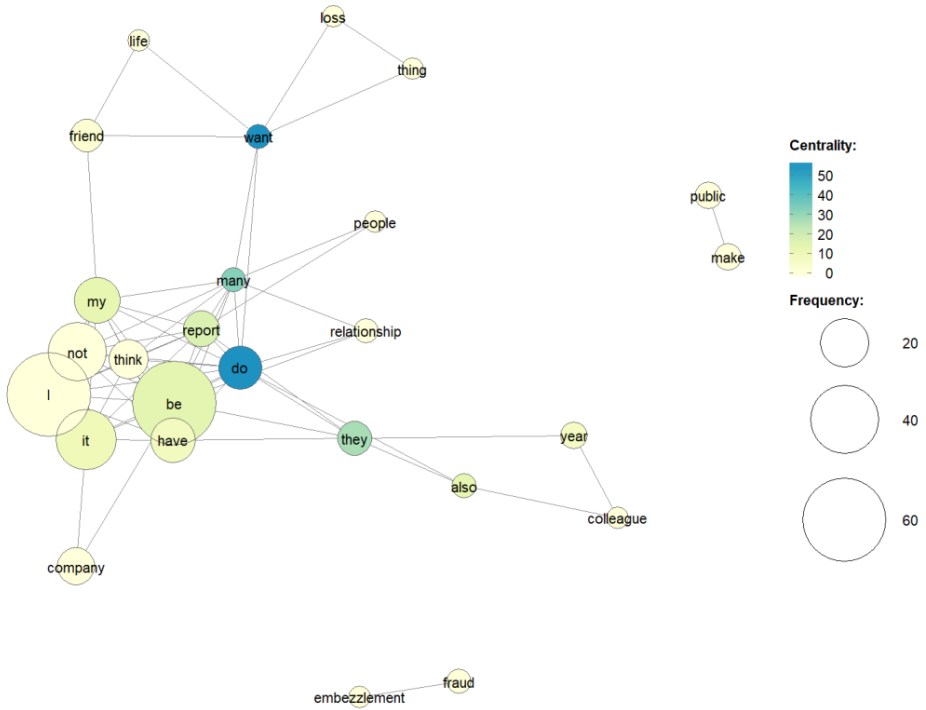 loss
life
thing
friend
want
people
many
my
report
relationship
not
think
do
I
be
it
have
they
year
also
colleague
company
fraud
embezzlement
public
make
Centrality:
50
40
30
20
10
0
Frequency:
20
40
60